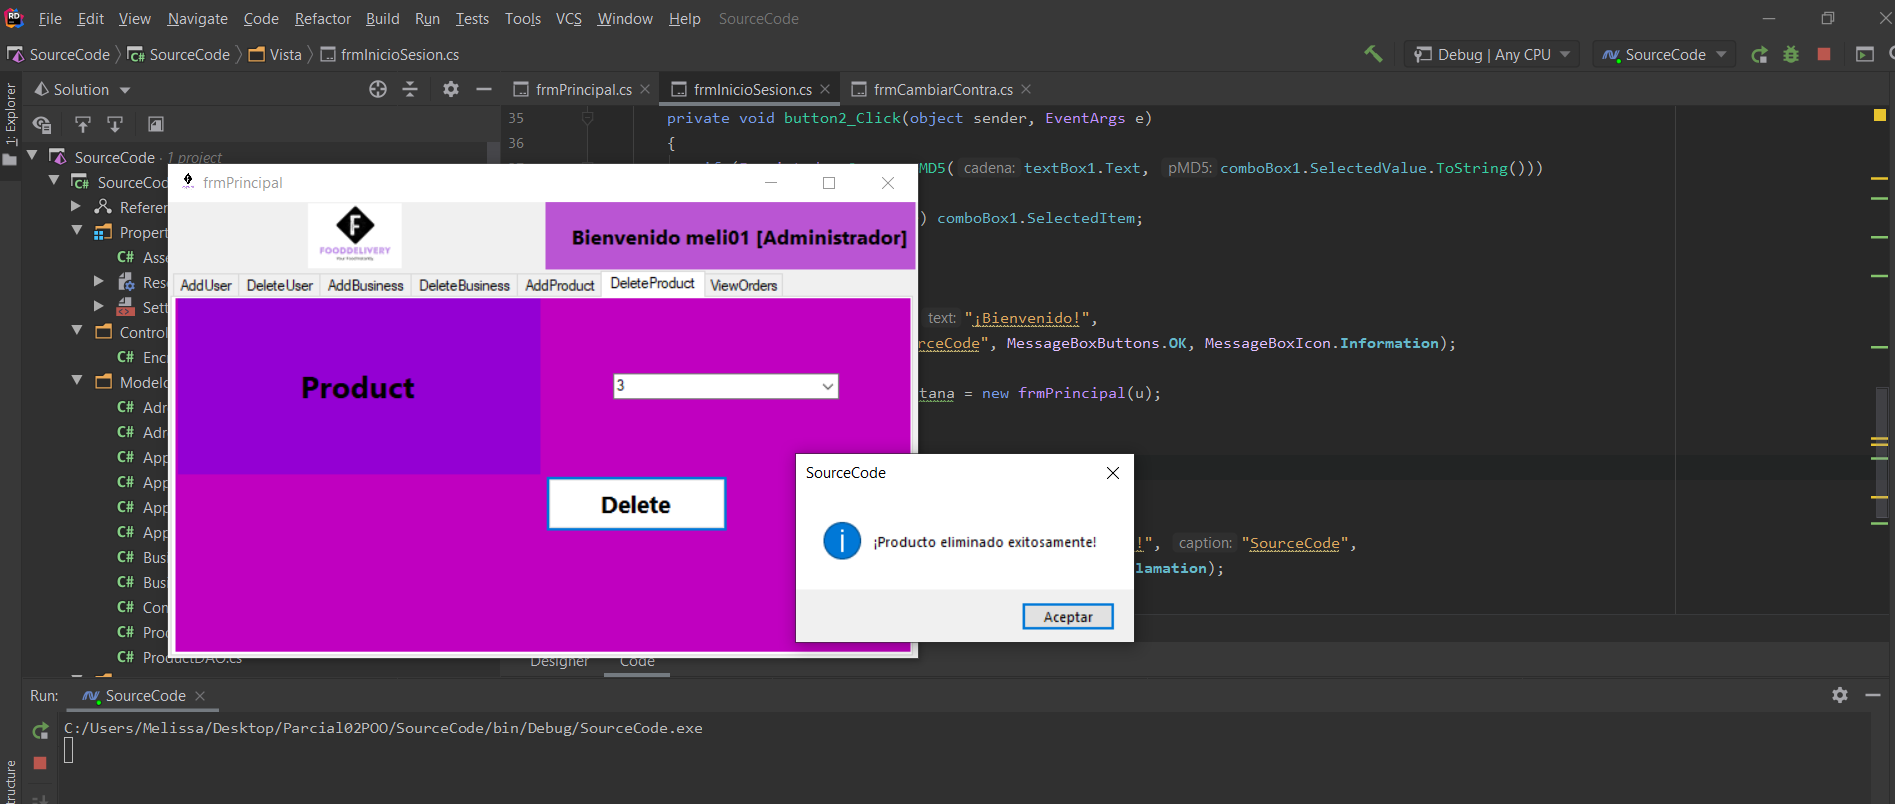 File Edit View Navigate Code Refactor Build Run Tests Tools VCS Window Help SourceCode
SourceCode SourceCode Vista frmInicioSesion.cs Debug | Any CPU SourceCode
1: Explorer
Solution
frmPrincipal.cs frmInicioSesion.cs frmCambiarContra.cs
SourceCode · 1 project
SourceCod
Referen
Propert
C# Ass
Res
Sett
Control
C# Encr
Modelo
C# Adr
C# Adr
C# App
C# App
C# App
C# App
C# Bus
C# Bus
C# Con
C# Proc
C# ProductDAO.cs
35 private void button2_Click(object sender, EventArgs e)
36 {
MD5( cadena: textBox1.Text, pMD5: comboBox1.SelectedValue.ToString()))
) comboBox1.SelectedItem;
text: "¡Bienvenido!",
rceCode", MessageBoxButtons.OK, MessageBoxIcon.Information);
tana = new frmPrincipal(u);
!", caption: "SourceCode",
lamation);
Designer Code
frmPrincipal
F
FOODDELIVERY
Bienvenido meli01 [Administrador]
AddUser DeleteUser AddBusiness DeleteBusiness AddProduct DeleteProduct ViewOrders
Product
3
Delete
SourceCode
¡Producto eliminado exitosamente!
Aceptar
Run: SourceCode
C:/Users/Melissa/Desktop/Parcial02POO/SourceCode/bin/Debug/SourceCode.exe
ructure